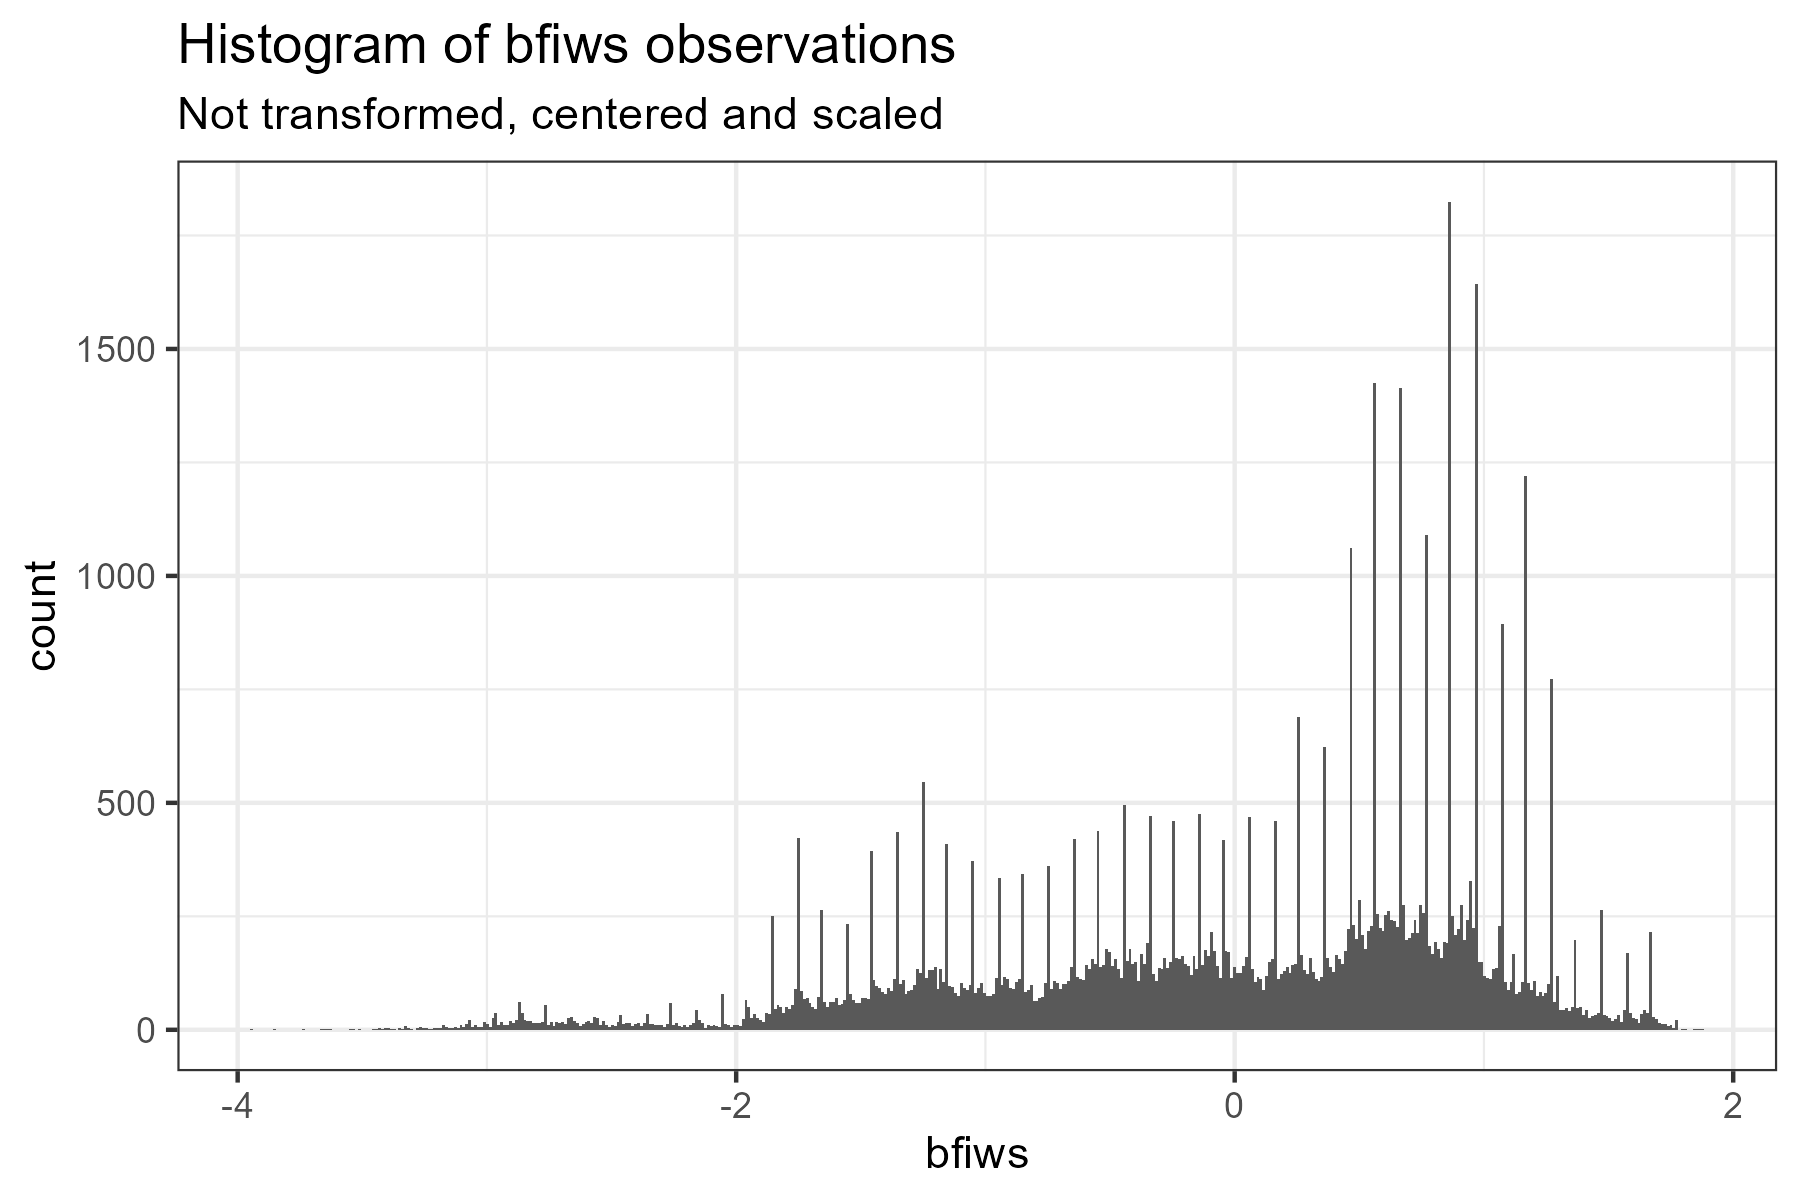 Histogram of bfiws observations
Not transformed, centered and scaled
1500
1000
500
0
count
-4
-2
0
2
bfiws